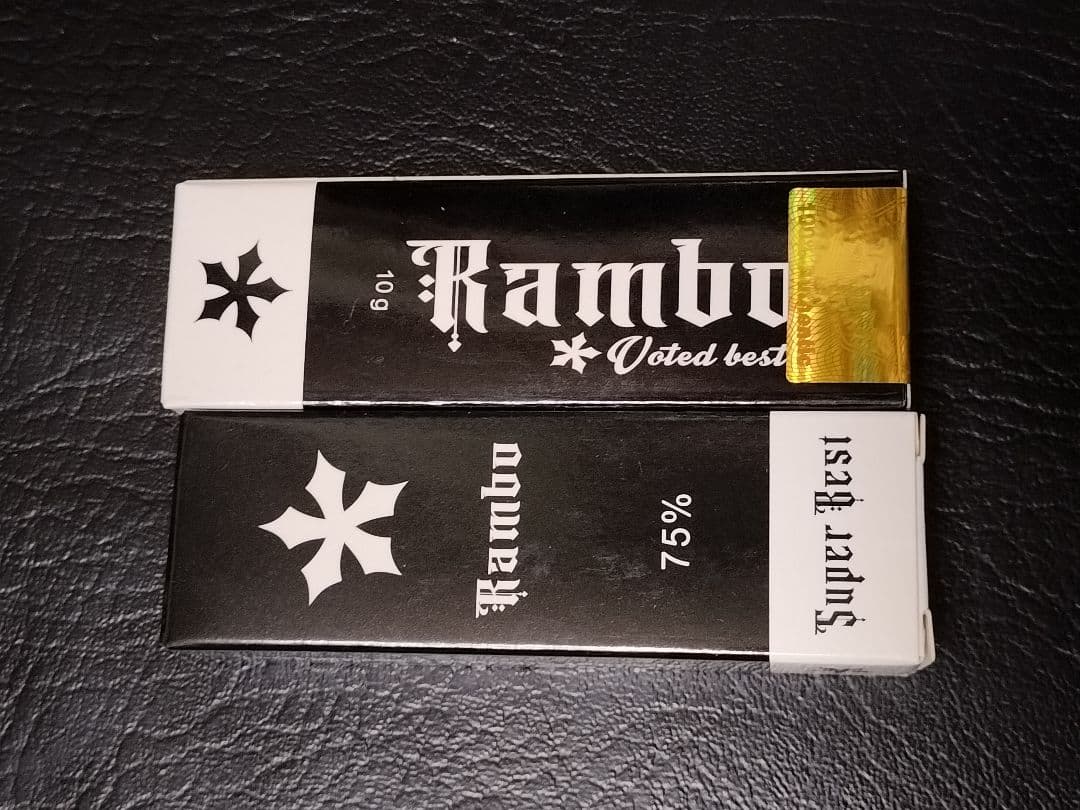 Rambo
10g
Voted best
Rambo
75%
Super Best